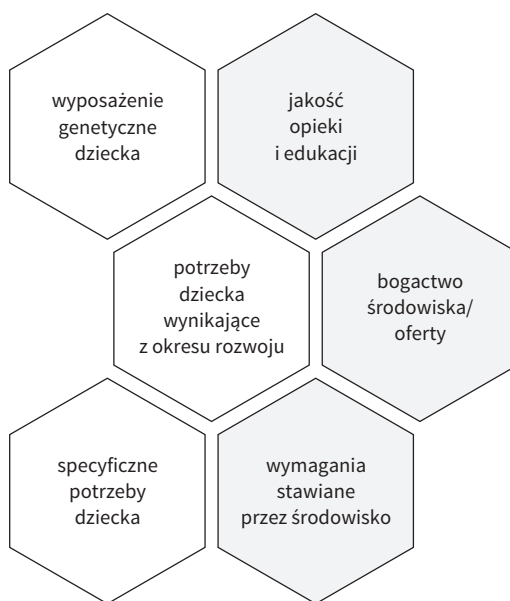 wyposażenie
genetyczne
dziecka
jakość
opieki
i edukacji
potrzeby
dziecka
wynikające
z okresu rozwoju
bogactwo
środowiska/
oferty
specyficzne
potrzeby
dziecka
wymagania
stawiane
przez środowisko